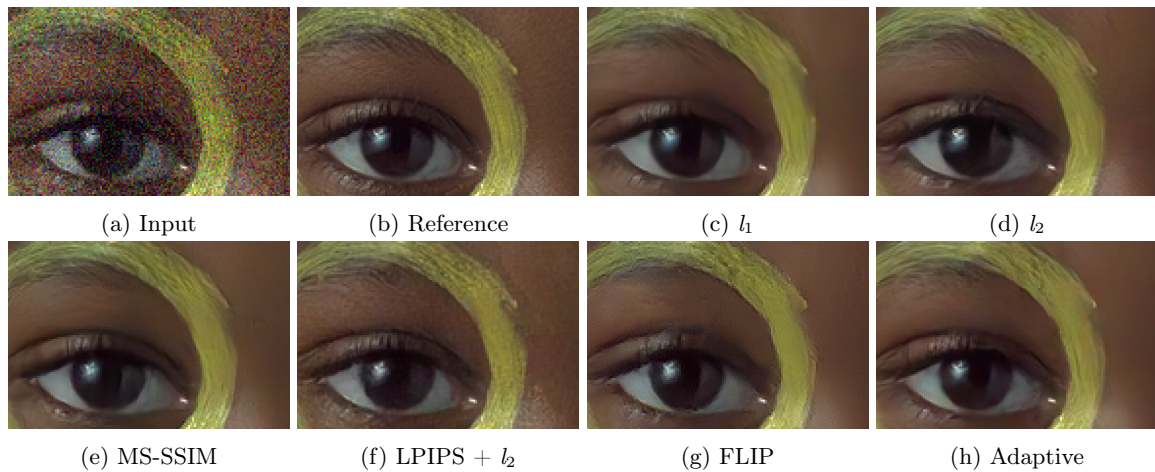 (a) Input (b) Reference (c) l₁ (d) l₂
(e) MS-SSIM (f) LPIPS + l₂ (g) FLIP (h) Adaptive